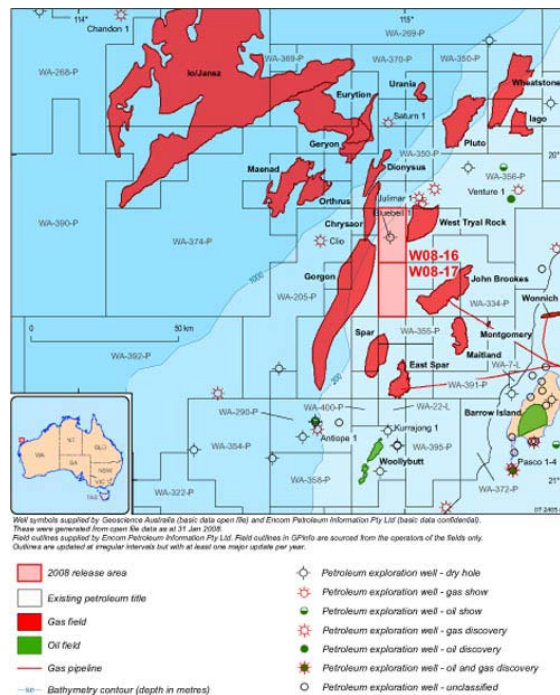 114°
115°
Chandon 1
WA-269-P
WA-268-P
WA-369-P
WA-370-P
WA-350-P
Io/Jansz
Urania
Wheatstone
Eurytion
Saturn 1
Iago
Pluto
20°
Geryon
WA-350-P
Dionysus
WA-356-P
Maenad
Julimar 1
Venture 1
Orthrus
Bluebell 1
WA-390-P
WA-374-P
Chrysaor
West Tryal Rock
Clio
W08-16
W08-17
1000
Gorgon
John Brookes
Wonnich
WA-205-P
WA-334-P
0
50 km
Montgomery
WA-392-P
Spar
WA-355-P
Maitland
WA-7-L
East Spar
WA-391-P
200
Barrow Island
WA-290-P
WA-400-P
WA-22-L
Kurrajong 1
WA-354-P
Antiope 1
WA-395-P
Pasco 1-4
Woollybutt
WA-358-P
WA-372-P
21°
WA-322-P
WA
NT
SA
QLD
NSW
VIC
TAS
Well symbols supplied by Geoscience Australia (basic data open file) and Encom Petroleum Information Pty Ltd (basic data confidential).
These were generated from open file data as at 31 Jan 2008.
Field outlines supplied by Encom Petroleum Information Pty Ltd. Field outlines in GPinfo are sourced from the operators of the fields only.
Outlines are updated at irregular intervals but with at least one major update per year.
2008 release area
Existing petroleum title
Gas field
Oil field
Gas pipeline
Bathymetry contour (depth in metres)
Petroleum exploration well - dry hole
Petroleum exploration well - gas show
Petroleum exploration well - oil show
Petroleum exploration well - gas discovery
Petroleum exploration well - oil discovery
Petroleum exploration well - oil and gas discovery
Petroleum exploration well - unclassified